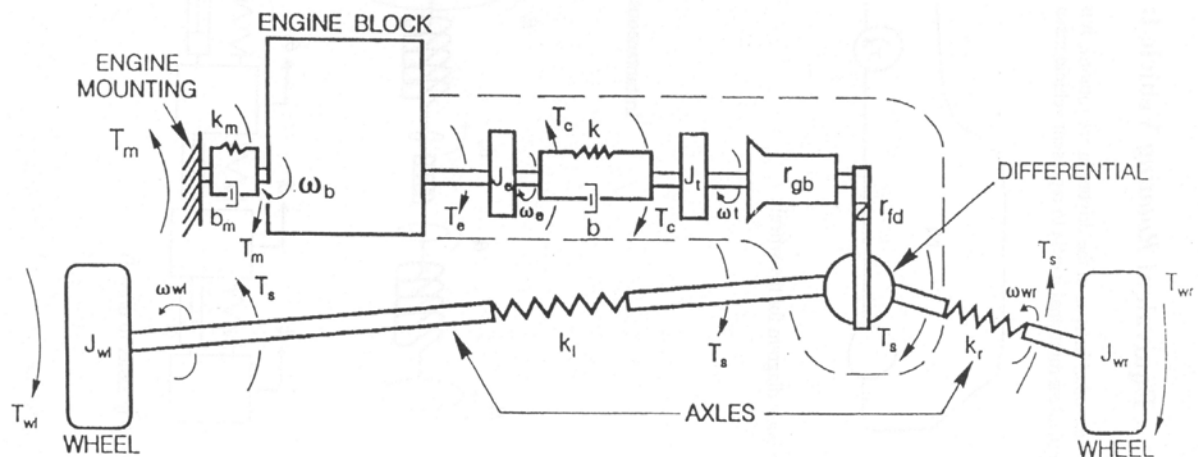 ENGINE BLOCK
ENGINE
MOUNTING
DIFFERENTIAL
T_m
k_m
b_m
T_m
ω_b
T_e
J_e
ω_e
T_c
k
b
T_c
J_t
ω_t
r_gb
r_fd
T_wl
J_wl
ω_wl
T_s
k_l
T_s
T_s
k_r
ω_wr
T_s
J_wr
T_wr
AXLES
WHEEL
WHEEL